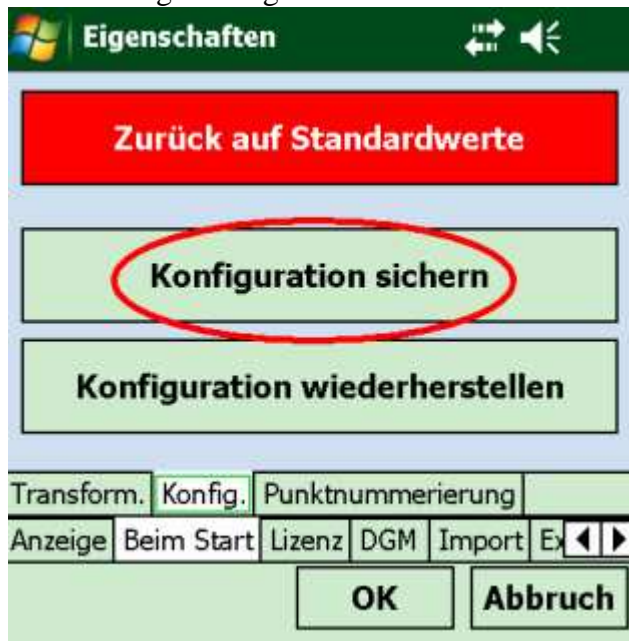 Eigenschaften
Zurück auf Standardwerte
Konfiguration sichern
Konfiguration wiederherstellen
Transform. Konfig. Punktnummerierung
Anzeige Beim Start Lizenz DGM Import
OK Abbruch